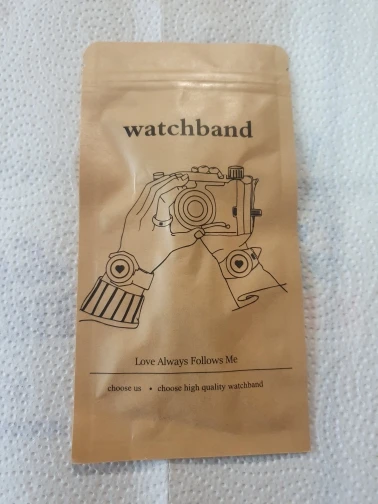 watchband
Love Always Follows Me
choose us • choose high quality watchband